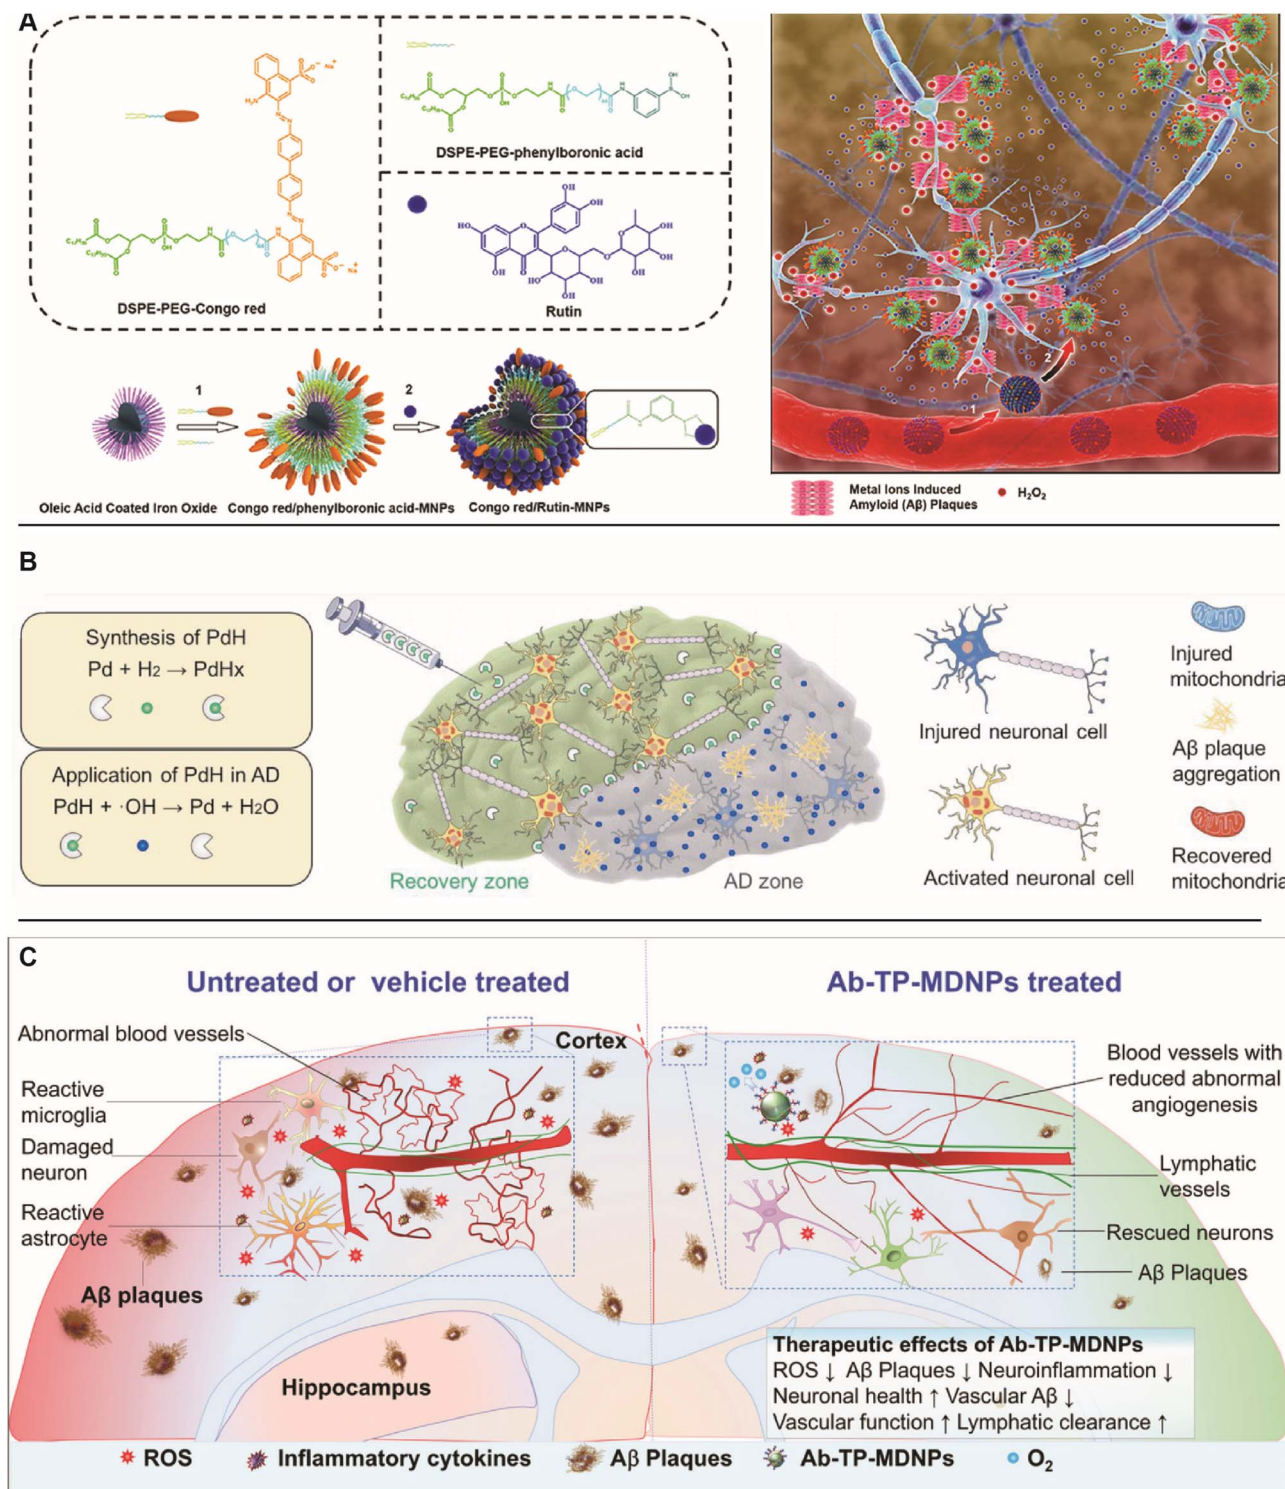 A
DSPE-PEG-Congo red
DSPE-PEG-phenylboronic acid
Rutin
1
2
Oleic Acid Coated Iron Oxide
Congo red/phenylboronic acid-MNPs
Congo red/Rutin-MNPs
1
2
Metal Ions Induced
Amyloid (Aβ) Plaques
H₂O₂
B
Synthesis of PdH
Pd + H₂ → PdHx
Application of PdH in AD
PdH + ·OH → Pd + H₂O
Recovery zone
AD zone
Injured neuronal cell
Activated neuronal cell
Injured
mitochondria
Aβ plaque
aggregation
Recovered
mitochondria
C
Untreated or vehicle treated
Ab-TP-MDNPs treated
Abnormal blood vessels
Cortex
Reactive
microglia
Damaged
neuron
Reactive
astrocyte
Aβ plaques
Hippocampus
Blood vessels with
reduced abnormal
angiogenesis
Lymphatic
vessels
Rescued neurons
Aβ Plaques
Therapeutic effects of Ab-TP-MDNPs
ROS ↓ Aβ Plaques ↓ Neuroinflammation ↓
Neuronal health ↑ Vascular Aβ ↓
Vascular function ↑ Lymphatic clearance ↑
ROS
Inflammatory cytokines
Aβ Plaques
Ab-TP-MDNPs
O₂